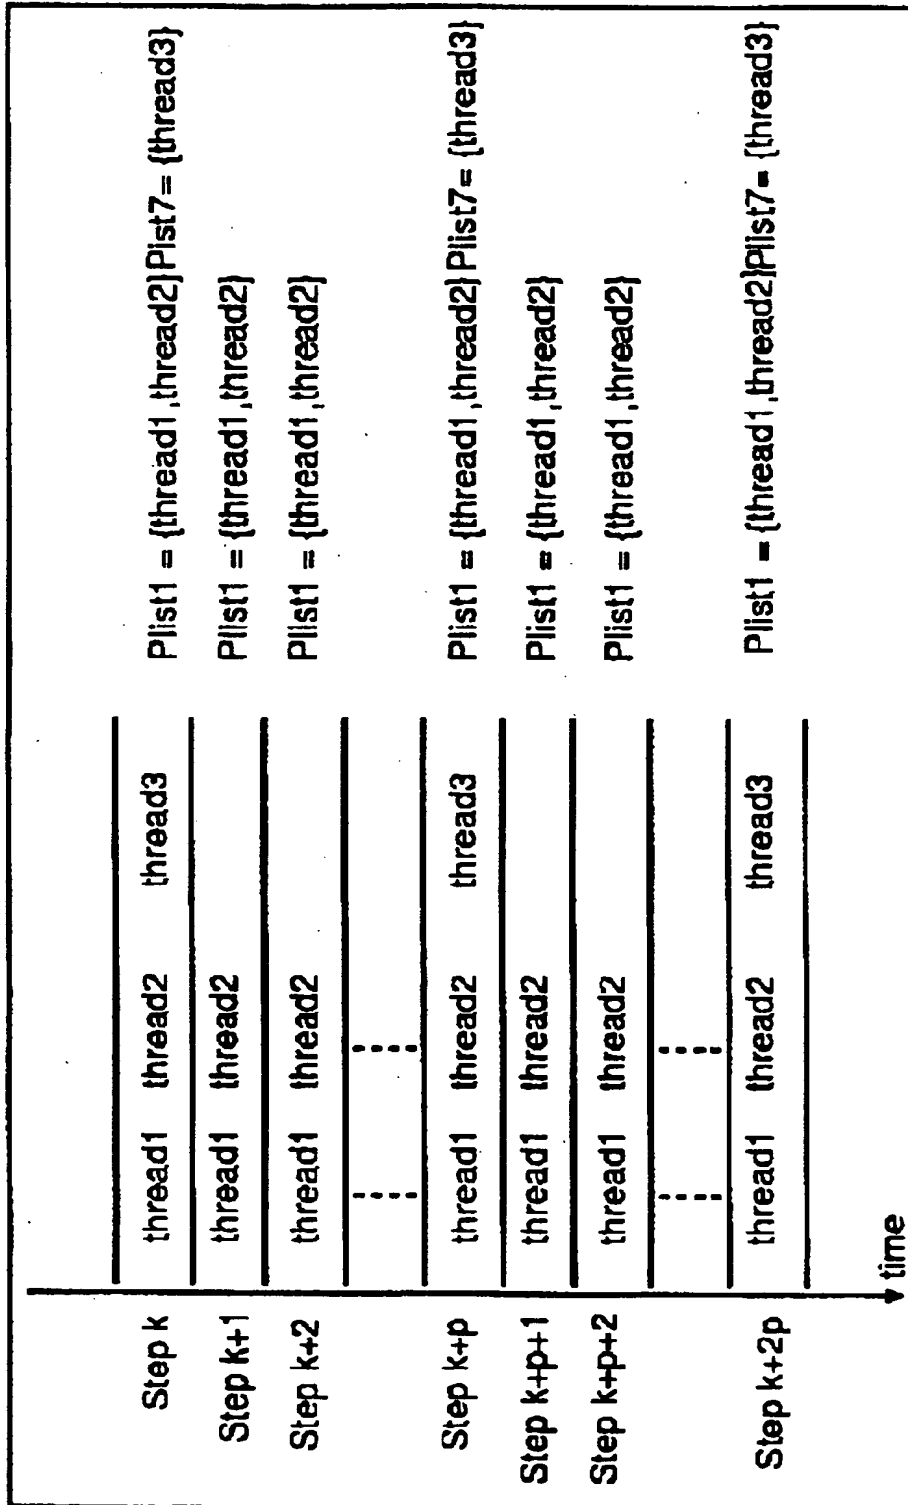 Step k thread1 thread2 thread3 Plist1 = {thread1,thread2}Plst7= {thread3}
Step k+1 thread1 thread2 Plist1 = {thread1,thread2}
Step k+2 thread1 thread2 Plist1 = {thread1,thread2}
Step k+p thread1 thread2 thread3 Plist1 = {thread1,thread2}Plist7= {thread3}
Step k+p+1 thread1 thread2 Plist1 = {thread1,thread2}
Step k+p+2 thread1 thread2 Plist1 = {thread1,thread2}
Step k+2p thread1 thread2 thread3 Plist1 = {thread1,thread2}Plist7= {thread3}
time